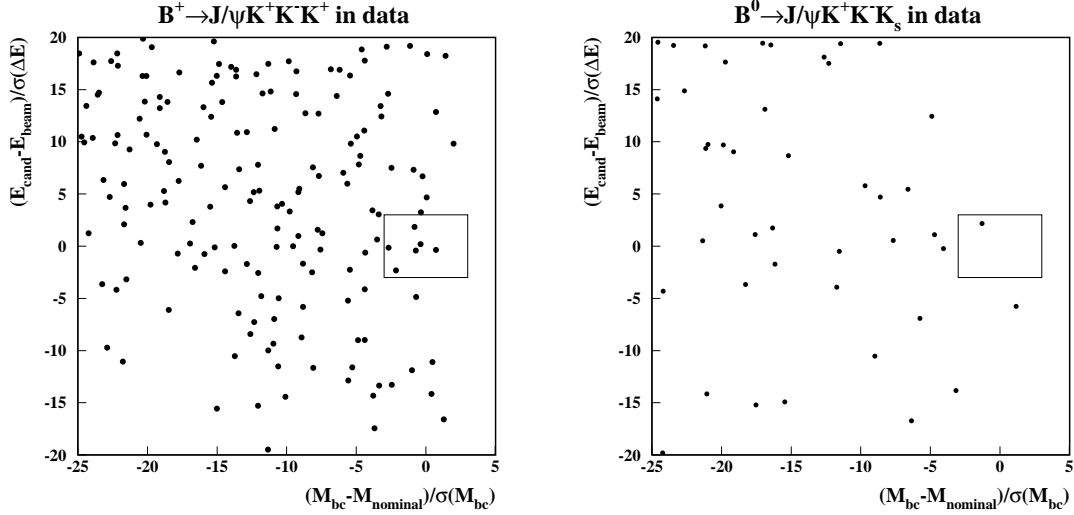 B⁺→J/ψK⁺K⁻K⁺ in data
(E_cand-E_beam)/σ(ΔE)
20
15
10
5
0
-5
-10
-15
-20
-25 -20 -15 -10 -5 0 5
(M_bc-M_nominal)/σ(M_bc)
B⁰→J/ψK⁺K⁻K_s in data
(E_cand-E_beam)/σ(ΔE)
20
15
10
5
0
-5
-10
-15
-20
-25 -20 -15 -10 -5 0 5
(M_bc-M_nominal)/σ(M_bc)